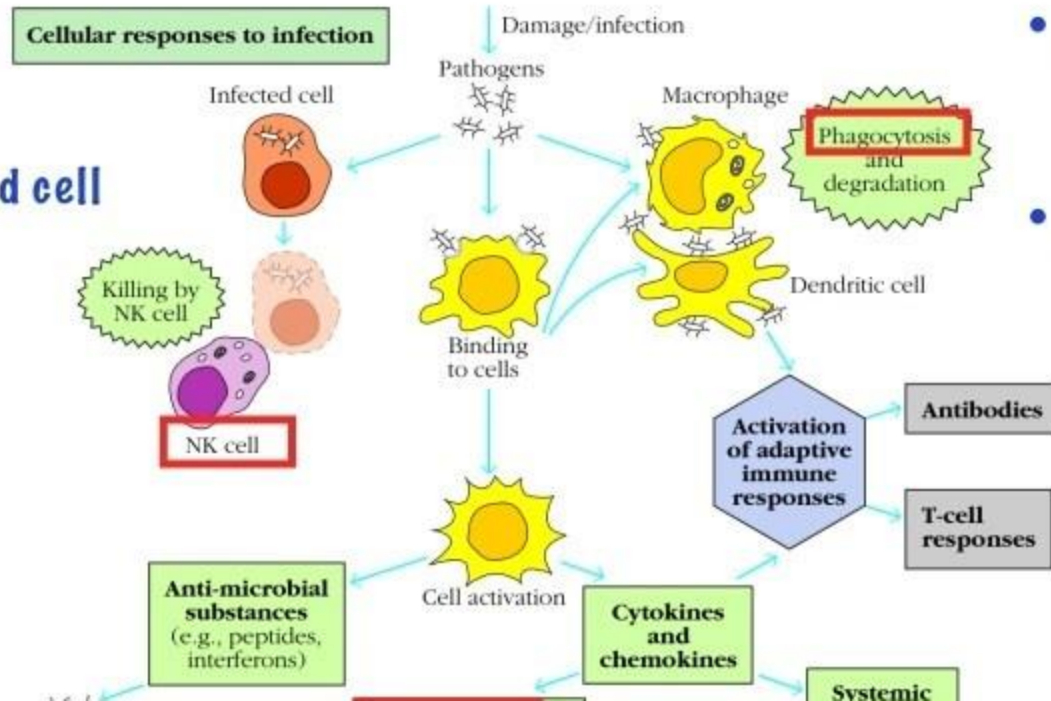 Cellular responses to infection
Damage/infection
Pathogens
Infected cell
Macrophage
Phagocytosis
and
degradation
d cell
Killing by
NK cell
Dendritic cell
Binding
to cells
NK cell
Activation
of adaptive
immune
responses
Antibodies
T-cell
responses
Anti-microbial
substances
(e.g., peptides,
interferons)
Cell activation
Cytokines
and
chemokines
Systemic